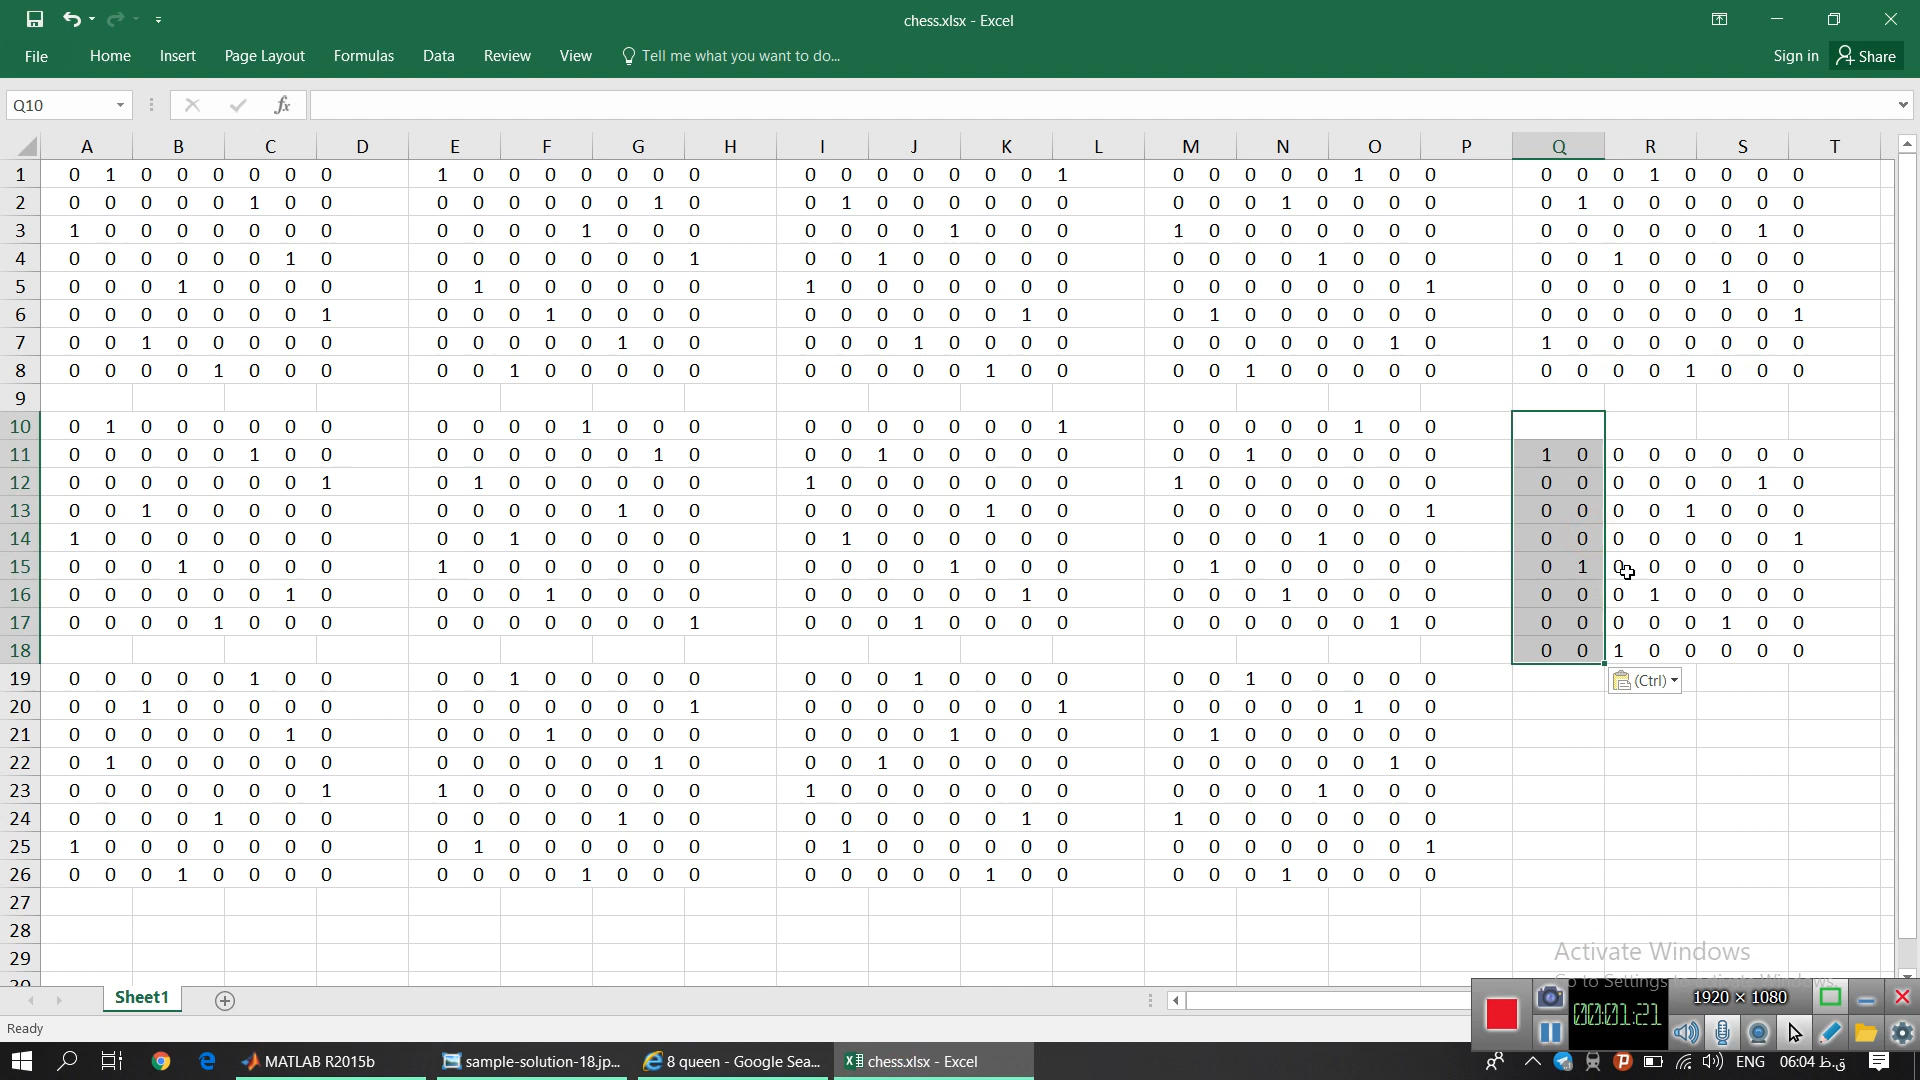 chess.xlsx - Excel
File Home Insert Page Layout Formulas Data Review View Tell me what you want to do... Sign in Share
Q10 fx
A B C D E F G H I J K L M N O P Q R S T
1 0 1 0 0 0 0 0 0 1 0 0 0 0 0 0 0 0 0 0 0 0 0 0 1 0 0 0 0 0 1 0 0 0 0 0 1 0 0 0 0
2 0 0 0 0 0 1 0 0 0 0 0 0 0 0 1 0 0 1 0 0 0 0 0 0 0 0 0 1 0 0 0 0 0 1 0 0 0 0 0 0
3 1 0 0 0 0 0 0 0 0 0 0 0 1 0 0 0 0 0 0 0 1 0 0 0 1 0 0 0 0 0 0 0 0 0 0 0 0 0 1 0
4 0 0 0 0 0 0 1 0 0 0 0 0 0 0 0 1 0 0 1 0 0 0 0 0 0 0 0 0 1 0 0 0 0 0 1 0 0 0 0 0
5 0 0 0 1 0 0 0 0 0 1 0 0 0 0 0 0 1 0 0 0 0 0 0 0 0 0 0 0 0 0 0 1 0 0 0 0 0 1 0 0
6 0 0 0 0 0 0 0 1 0 0 0 1 0 0 0 0 0 0 0 0 0 0 1 0 0 1 0 0 0 0 0 0 0 0 0 0 0 0 0 1
7 0 0 1 0 0 0 0 0 0 0 0 0 0 1 0 0 0 0 0 1 0 0 0 0 0 0 0 0 0 0 1 0 1 0 0 0 0 0 0 0
8 0 0 0 0 1 0 0 0 0 0 1 0 0 0 0 0 0 0 0 0 0 1 0 0 0 0 1 0 0 0 0 0 0 0 0 0 1 0 0 0
9
10 0 1 0 0 0 0 0 0 0 0 0 0 1 0 0 0 0 0 0 0 0 0 0 1 0 0 0 0 0 1 0 0
11 0 0 0 0 0 1 0 0 0 0 0 0 0 0 1 0 0 0 1 0 0 0 0 0 0 0 1 0 0 0 0 0 1 0 0 0 0 0 0 0
12 0 0 0 0 0 0 0 1 0 1 0 0 0 0 0 0 1 0 0 0 0 0 0 0 1 0 0 0 0 0 0 0 0 0 0 0 0 0 1 0
13 0 0 1 0 0 0 0 0 0 0 0 0 0 1 0 0 0 0 0 0 0 1 0 0 0 0 0 0 0 0 0 1 0 0 0 0 1 0 0 0
14 1 0 0 0 0 0 0 0 0 0 1 0 0 0 0 0 0 1 0 0 0 0 0 0 0 0 0 0 1 0 0 0 0 0 0 0 0 0 0 1
15 0 0 0 1 0 0 0 0 1 0 0 0 0 0 0 0 0 0 0 0 1 0 0 0 0 1 0 0 0 0 0 0 0 1 0 0 0 0 0 0
16 0 0 0 0 0 0 1 0 0 0 0 1 0 0 0 0 0 0 0 0 0 0 1 0 0 0 0 1 0 0 0 0 0 0 0 1 0 0 0 0
17 0 0 0 0 1 0 0 0 0 0 0 0 0 0 0 1 0 0 0 1 0 0 0 0 0 0 0 0 0 0 1 0 0 0 0 0 0 1 0 0
18 0 0 1 0 0 0 0 0
19 0 0 0 0 0 1 0 0 0 0 1 0 0 0 0 0 0 0 0 1 0 0 0 0 0 0 1 0 0 0 0 0 (Ctrl)
20 0 0 1 0 0 0 0 0 0 0 0 0 0 0 0 1 0 0 0 0 0 0 0 1 0 0 0 0 0 1 0 0
21 0 0 0 0 0 0 1 0 0 0 0 1 0 0 0 0 0 0 0 0 1 0 0 0 0 1 0 0 0 0 0 0
22 0 1 0 0 0 0 0 0 0 0 0 0 0 0 1 0 0 0 1 0 0 0 0 0 0 0 0 0 0 0 1 0
23 0 0 0 0 0 0 0 1 1 0 0 0 0 0 0 0 1 0 0 0 0 0 0 0 0 0 0 0 1 0 0 0
24 0 0 0 0 1 0 0 0 0 0 0 0 0 1 0 0 0 0 0 0 0 0 1 0 1 0 0 0 0 0 0 0
25 1 0 0 0 0 0 0 0 0 1 0 0 0 0 0 0 0 1 0 0 0 0 0 0 0 0 0 0 0 0 0 1
26 0 0 0 1 0 0 0 0 0 0 0 0 1 0 0 0 0 0 0 0 0 1 0 0 0 0 0 1 0 0 0 0
27
28
29
Activate Windows
Sheet1
1920 × 1080
00:01:21
Ready
MATLAB R2015b sample-solution-18.jp... 8 queen - Google Sea... chess.xlsx - Excel ENG 06:04 ق.ظ